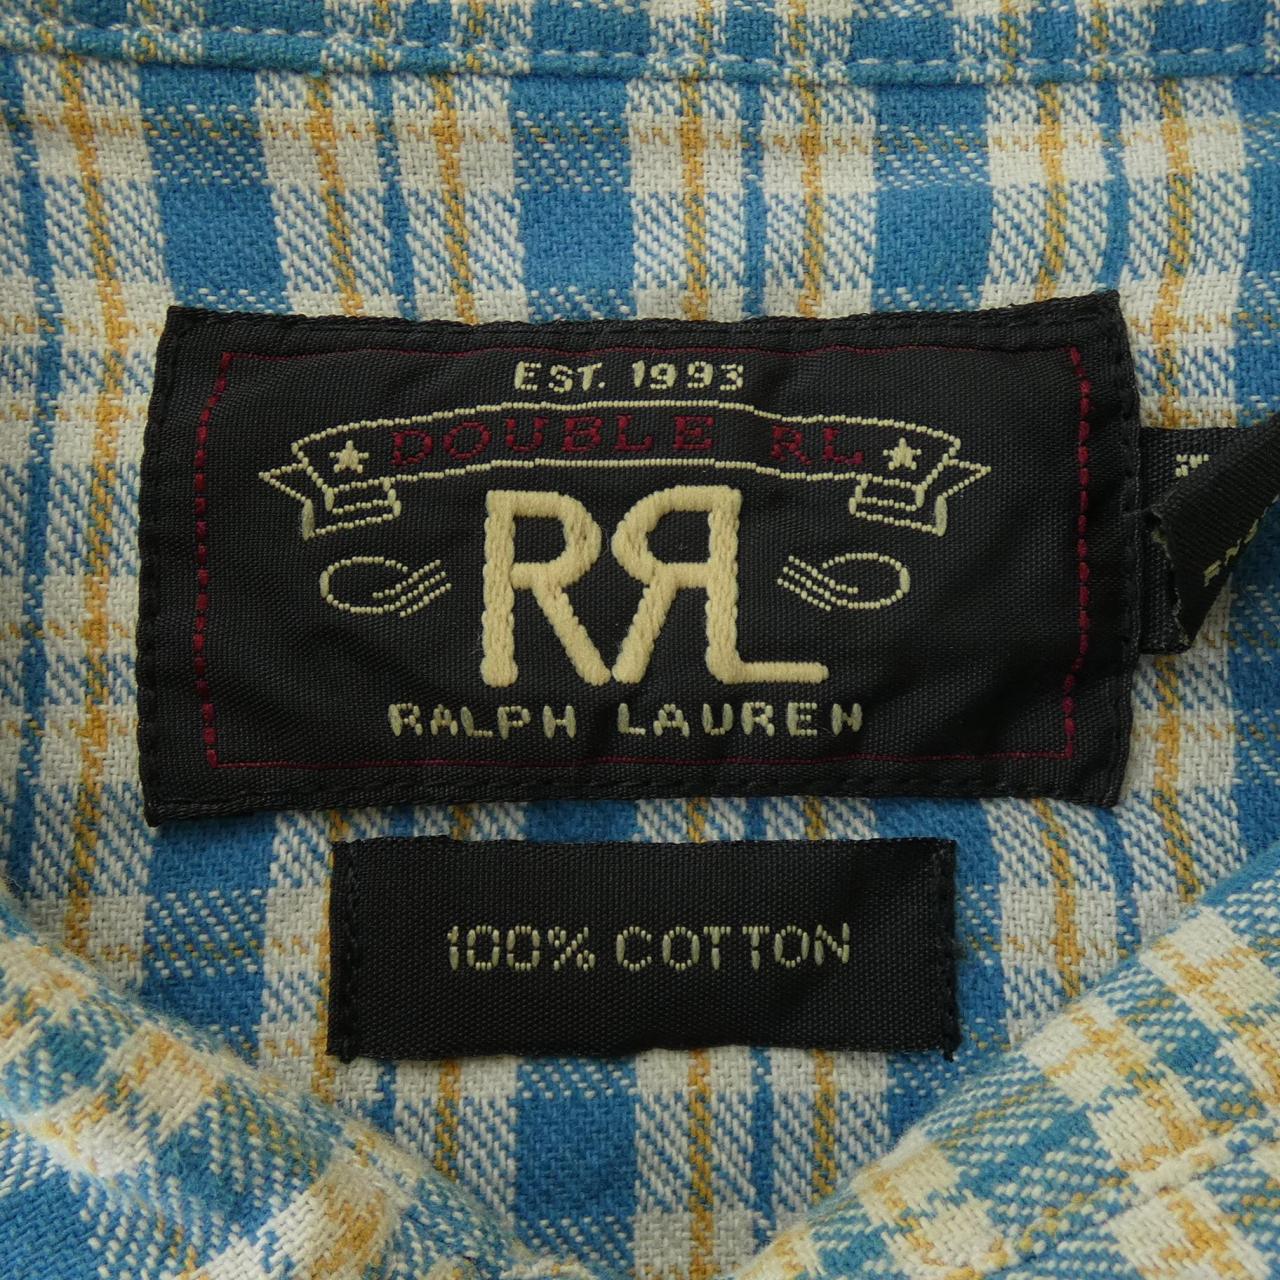 EST. 1993
DOUBLE RL
RRL
RALPH LAUREN
100% COTTON